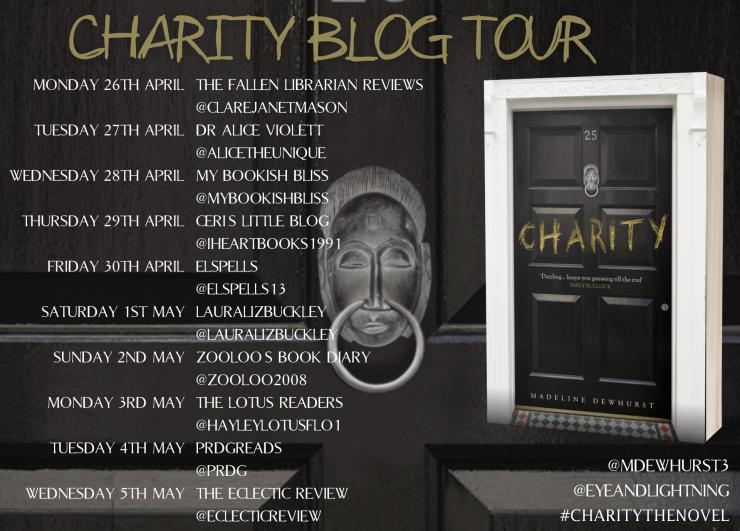 CHARITY BLOG TOUR
MONDAY 26TH APRIL THE FALLEN LIBRARIAN REVIEWS
@CLAREJANETMASON
TUESDAY 27TH APRIL DR ALICE VIOLETT
@ALICETHEUNIQUE
WEDNESDAY 28TH APRIL MY BOOKISH BLISS
@MYBOOKISHBLISS
THURSDAY 29TH APRIL CERIS LITTLE BLOG
@IHEARTBOOKS1991
FRIDAY 30TH APRIL ELSPELLS
@ELSPELLS13
SATURDAY 1ST MAY LAURALIZBUCKLEY
@LAURALIZBUCKLEY
SUNDAY 2ND MAY ZOOLOO'S BOOK DIARY
@ZOOLOO2008
MONDAY 3RD MAY THE LOTUS READERS
@HAYLEYLOTUSFLO1
TUESDAY 4TH MAY PRDGREADS
@PRDG
WEDNESDAY 5TH MAY THE ECLECTIC REVIEW
@ECLECTICREVIEW
25
CHARITY
'Dazzling... keeps you guessing till the end'
EMILY BULLOCK
MADELINE DEWHURST
@MDEWHURST3
@EYEANDLIGHTNING
#CHARITYTHENOVEL